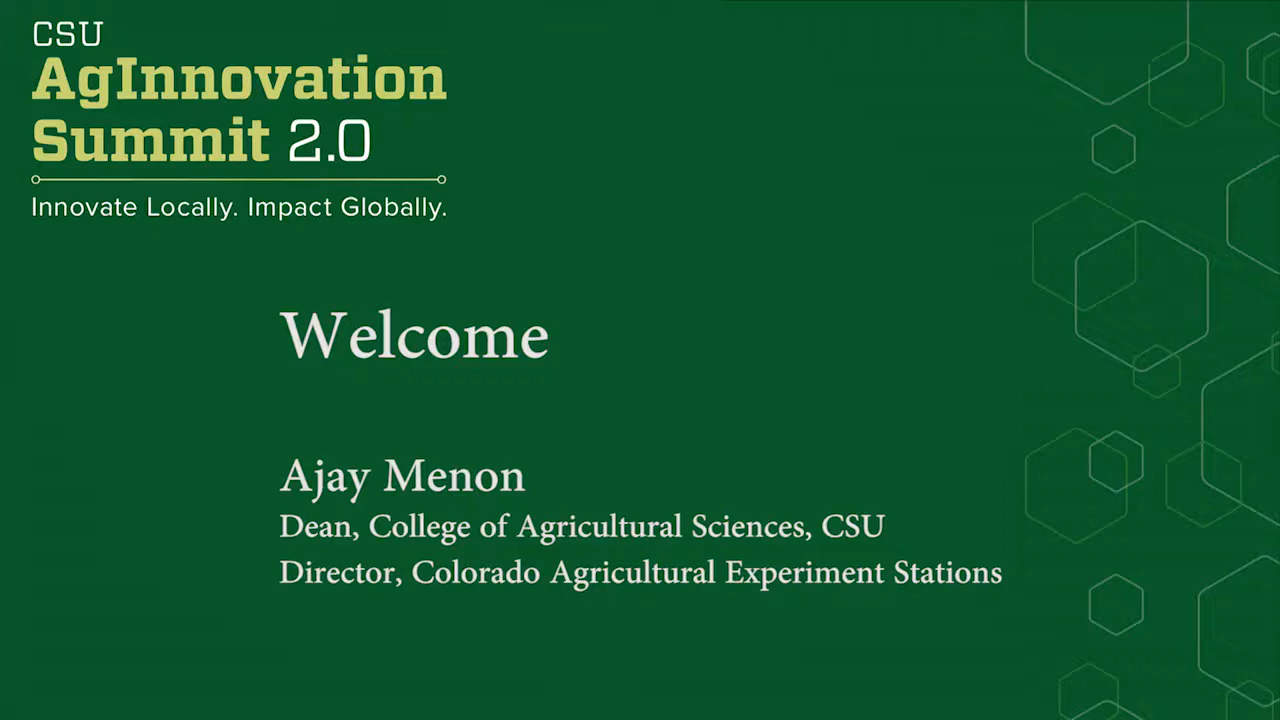 CSU
AgInnovation
Summit 2.0
Innovate Locally. Impact Globally.
Welcome
Ajay Menon
Dean, College of Agricultural Sciences, CSU
Director, Colorado Agricultural Experiment Stations